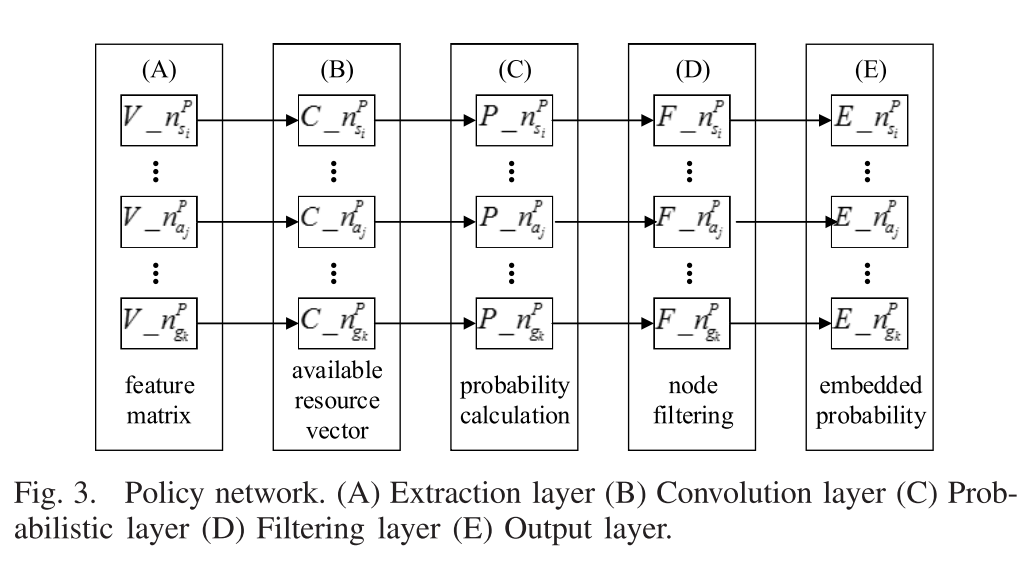 (A) (B) (C) (D) (E)
V_n^P_{s_i} C_n^P_{s_i} P_n^P_{s_i} F_n^P_{s_i} E_n^P_{s_i}
⋮ ⋮ ⋮ ⋮ ⋮
V_n^P_{a_j} C_n^P_{a_j} P_n^P_{a_j} F_n^P_{a_j} E_n^P_{a_j}
⋮ ⋮ ⋮ ⋮ ⋮
V_n^P_{g_k} C_n^P_{g_k} P_n^P_{g_k} F_n^P_{g_k} E_n^P_{g_k}
feature
matrix
available
resource
vector
probability
calculation
node
filtering
embedded
probability
Fig. 3. Policy network. (A) Extraction layer (B) Convolution layer (C) Prob-
abilistic layer (D) Filtering layer (E) Output layer.